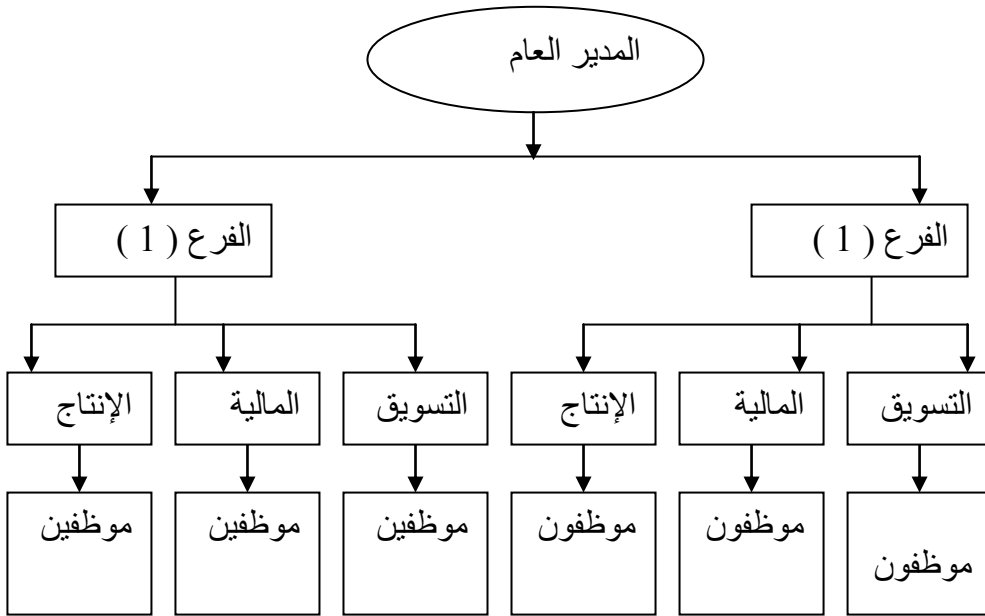 المدير العام
الفرع ( 1 )
الفرع ( 1 )
التسويق
المالية
الإنتاج
التسويق
المالية
الإنتاج
موظفون
موظفون
موظفون
موظفين
موظفين
موظفين